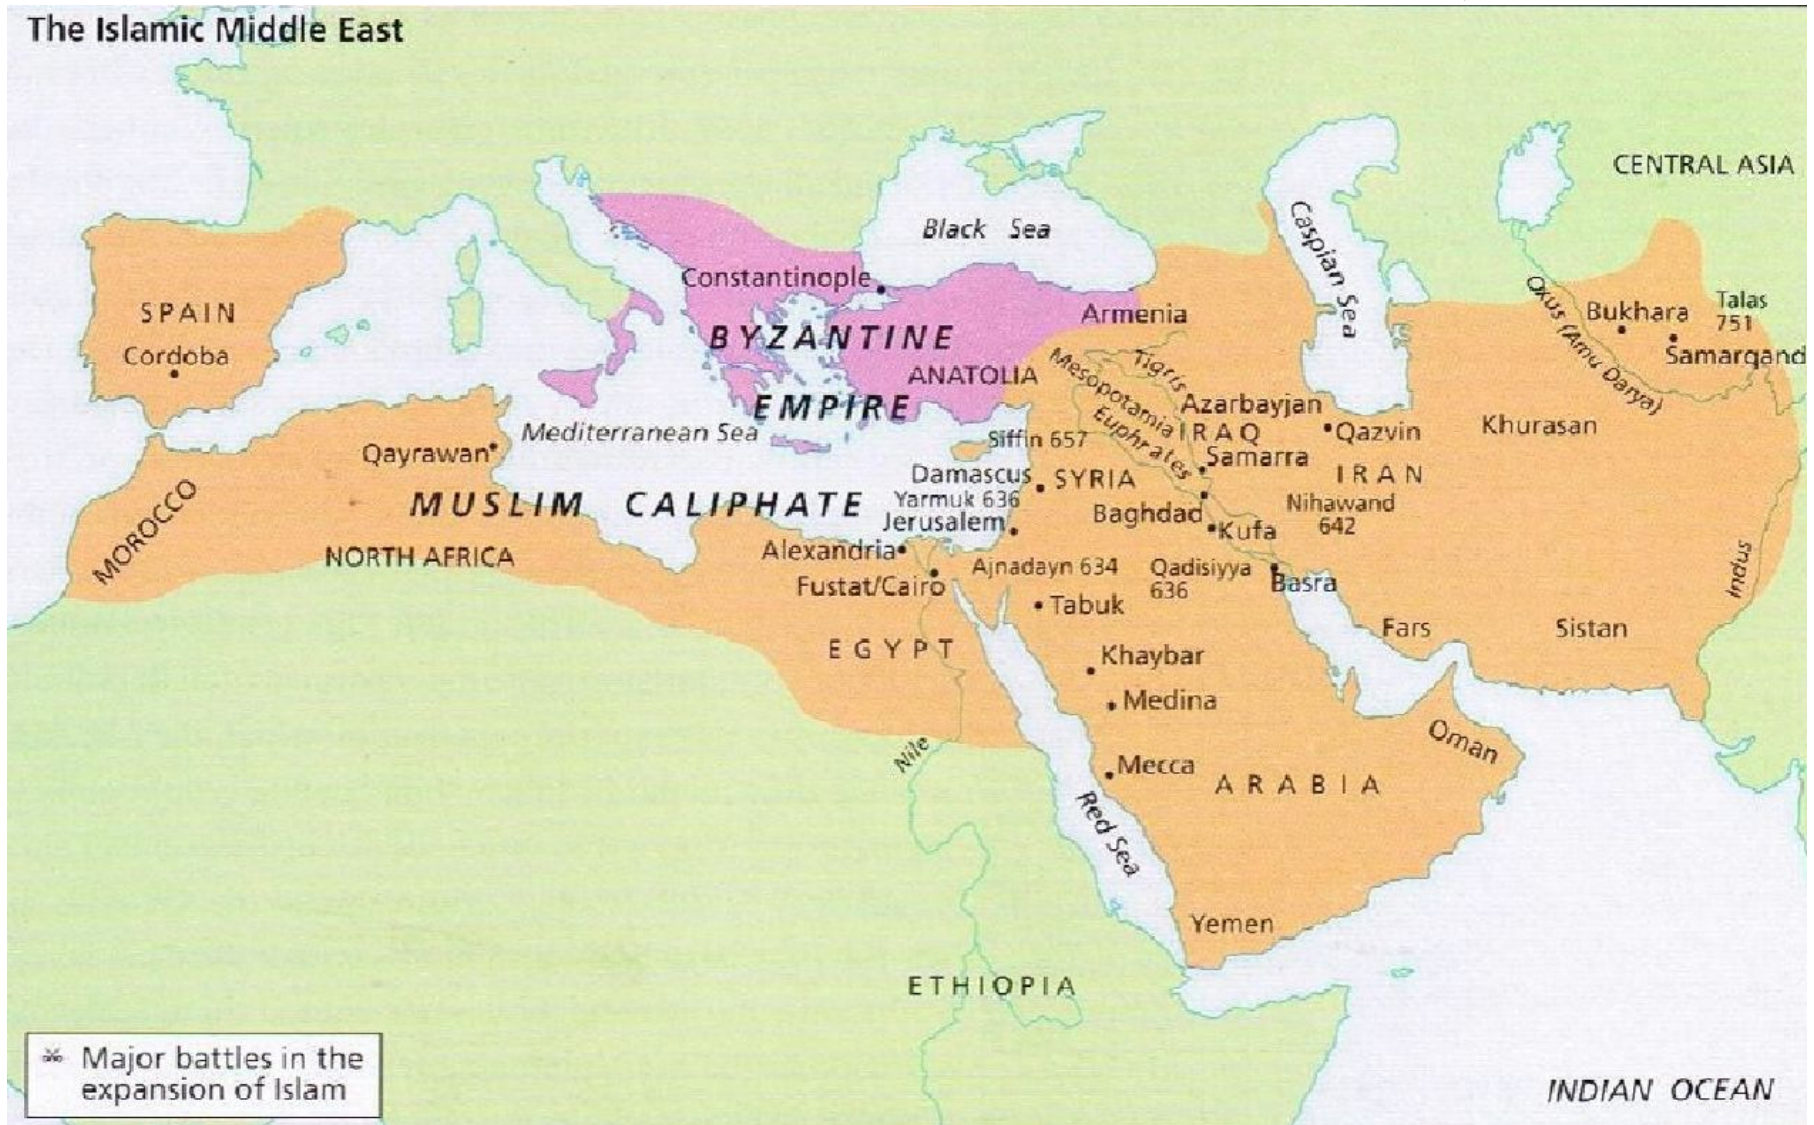 The Islamic Middle East
CENTRAL ASIA
Black Sea
Caspian Sea
Constantinople
Oxus (Amu Darya)
Bukhara
Talas
751
Samarqand
SPAIN
Cordoba
BYZANTINE
EMPIRE
Armenia
ANATOLIA
Mesopotamia
Tigris
Euphrates
Azarbayjan
IRAQ
Qazvin
Khurasan
Mediterranean Sea
Qayrawan
Siffin 657
Samarra
IRAN
Damascus
SYRIA
Yarmuk 636
Jerusalem
Baghdad
Nihawand
642
Kufa
MUSLIM CALIPHATE
MOROCCO
NORTH AFRICA
Alexandria
Fustat/Cairo
Ajnadayn 634
Qadisiyya
636
Basra
Indus
Tabuk
Fars
Sistan
EGYPT
Khaybar
Medina
Nile
Oman
Mecca
ARABIA
Red Sea
Yemen
ETHIOPIA
Major battles in the
expansion of Islam
INDIAN OCEAN